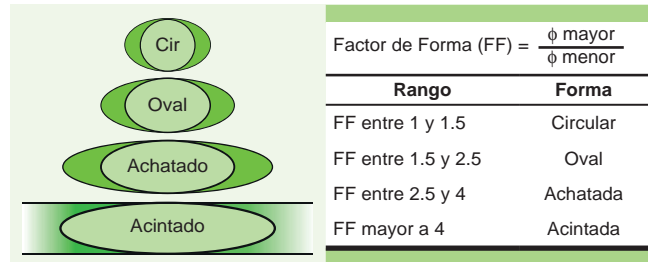 Cir
Oval
Achatado
Acintado
Factor de Forma (FF) = ϕ mayor / ϕ menor
Rango Forma
FF entre 1 y 1.5 Circular
FF entre 1.5 y 2.5 Oval
FF entre 2.5 y 4 Achatada
FF mayor a 4 Acintada